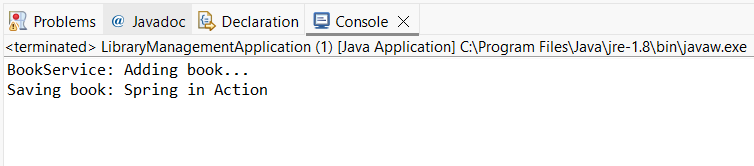 Problems @ Javadoc Declaration Console
<terminated> LibraryManagementApplication (1) [Java Application] C:\Program Files\Java\jre-1.8\bin\javaw.exe
BookService: Adding book...
Saving book: Spring in Action